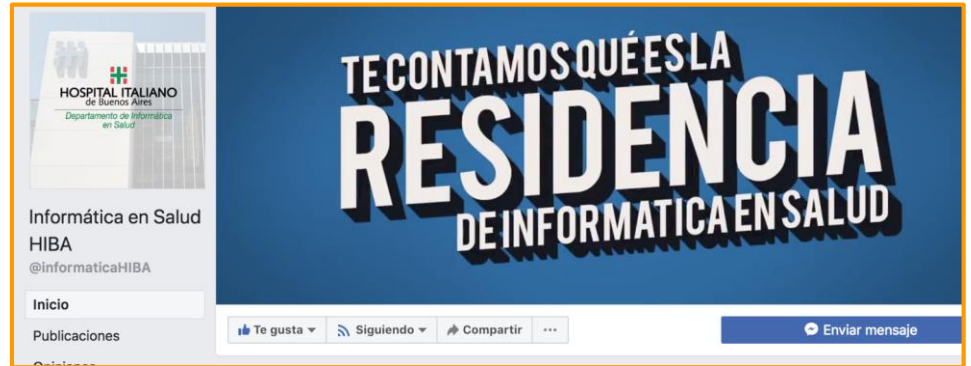 HOSPITAL ITALIANO
de Buenos Aires
Departamento de Informática
en Salud
TE CONTAMOS QUÉ ES LA
RESIDENCIA
DE INFORMATICA EN SALUD
Informática en Salud
HIBA
@informaticaHIBA
Inicio
Publicaciones
Te gusta
Siguiendo
Compartir
Enviar mensaje